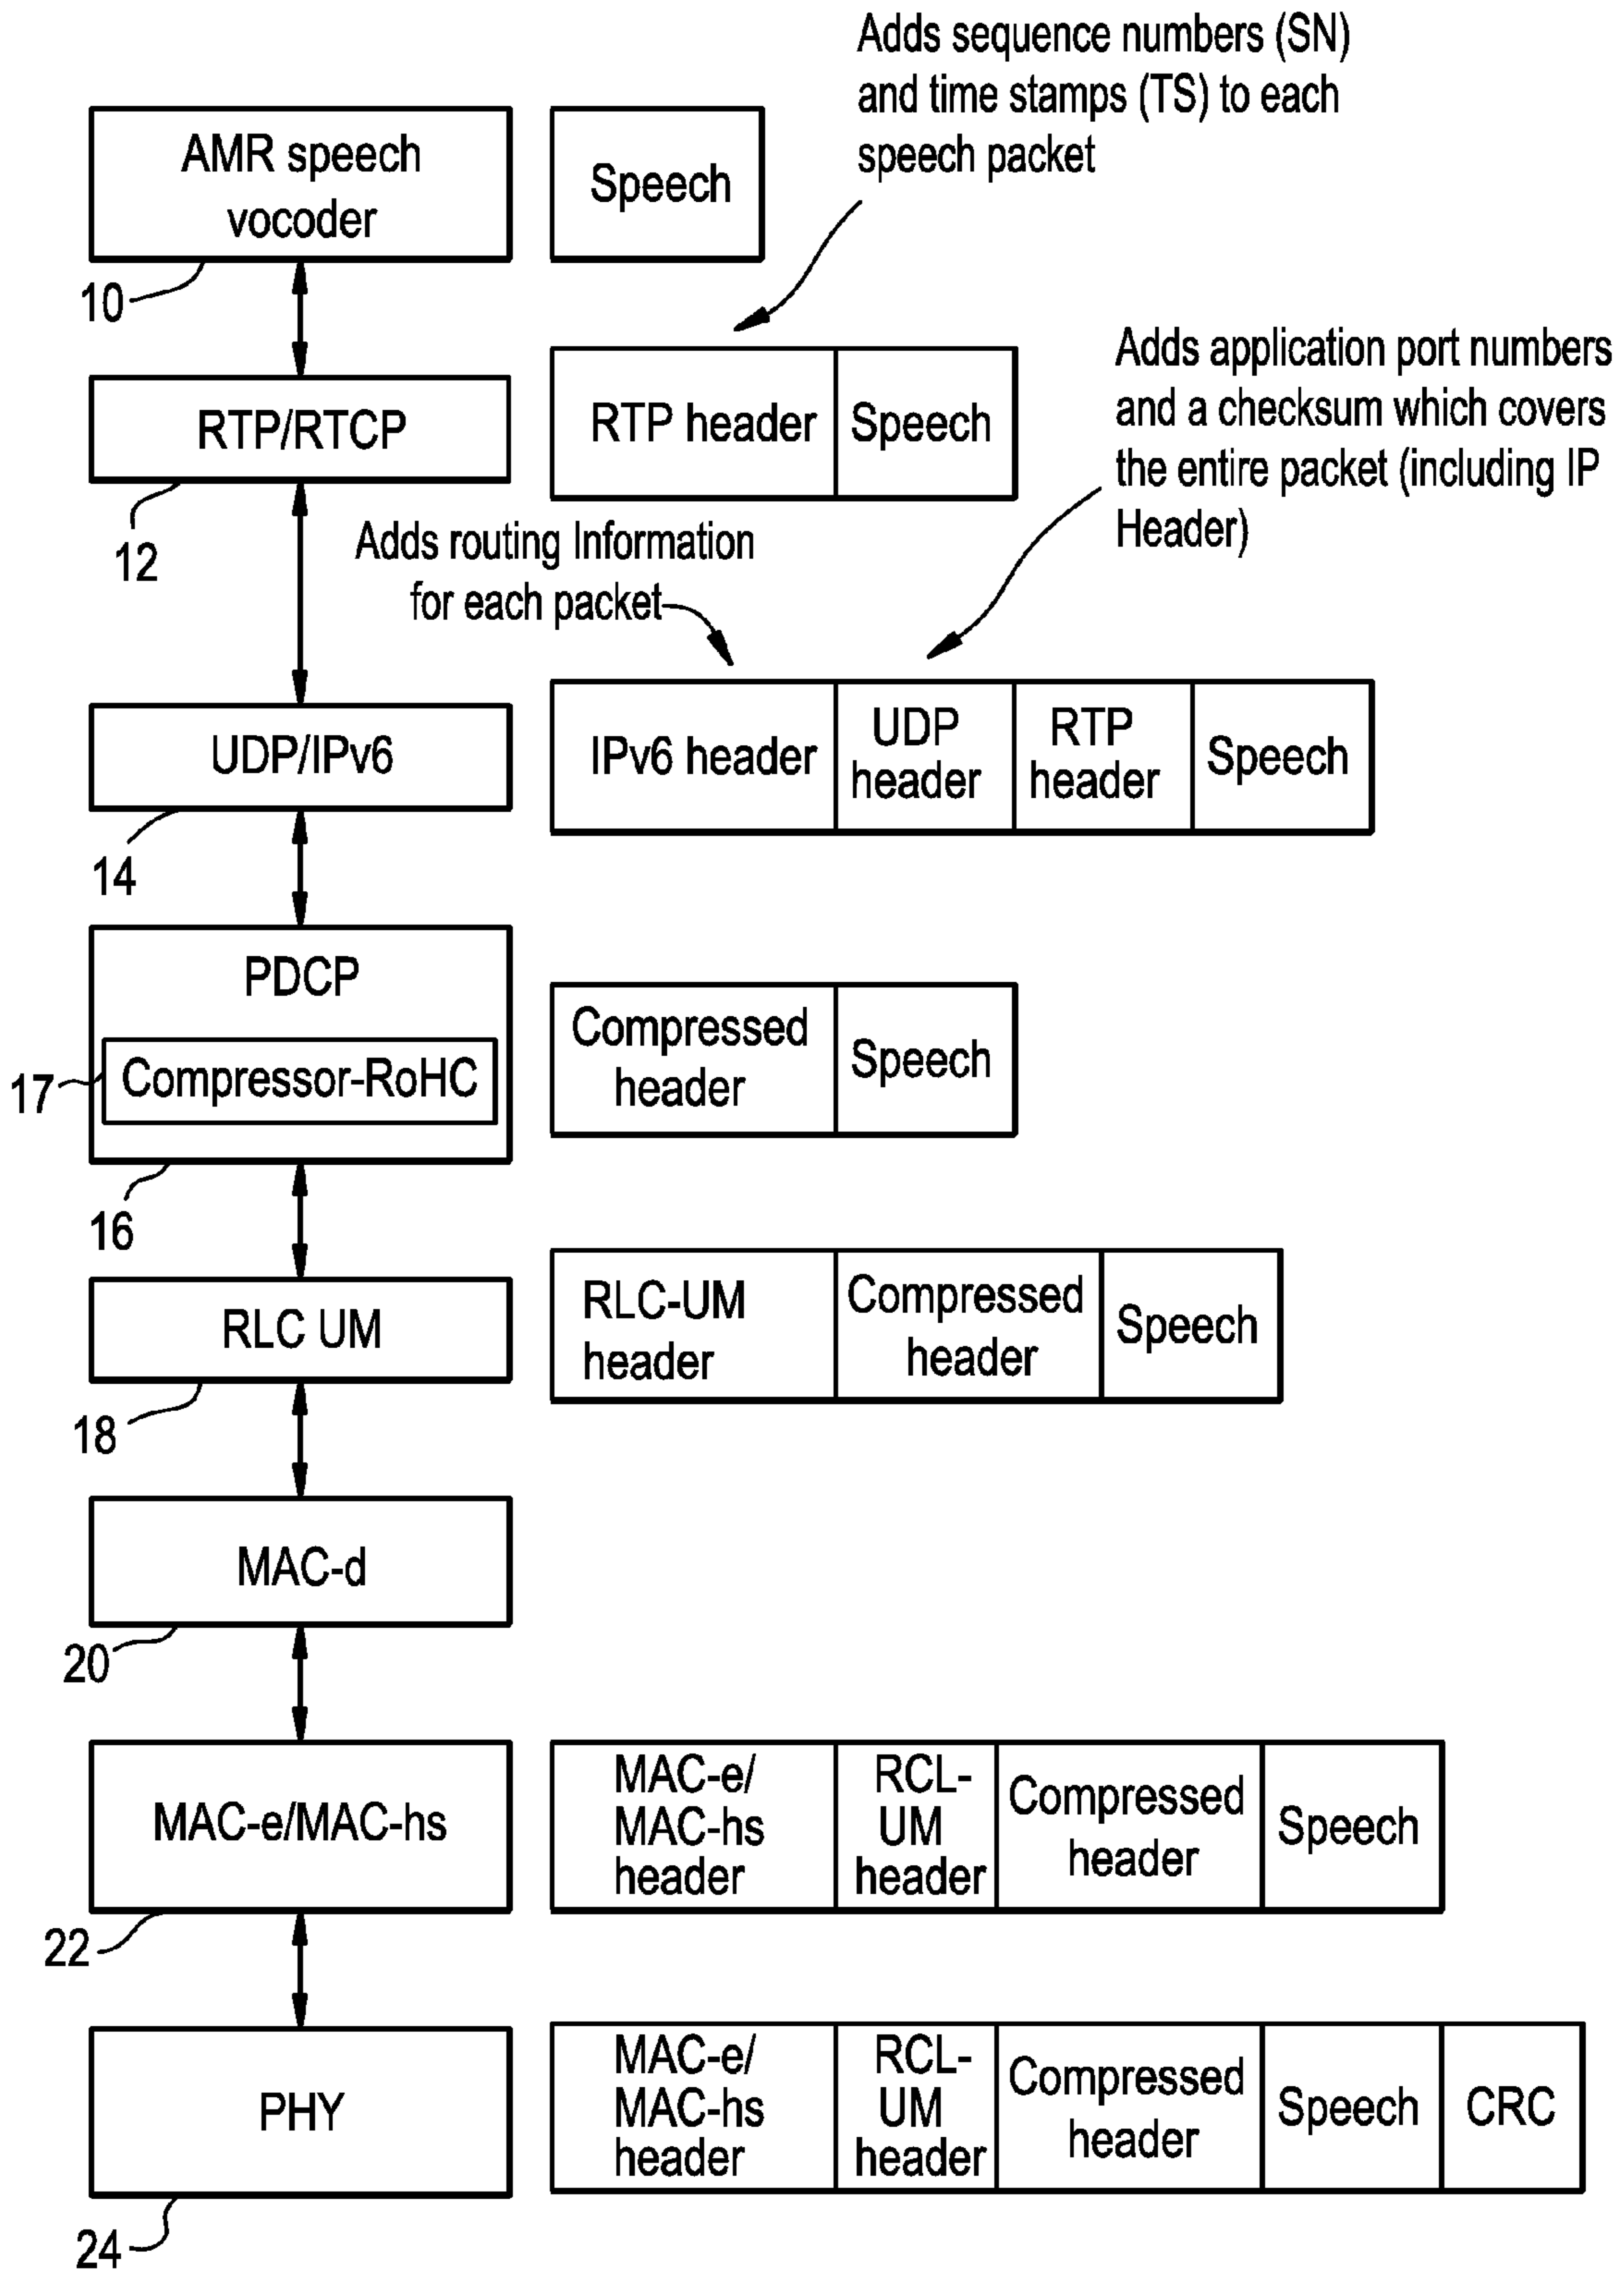 Adds sequence numbers (SN)
and time stamps (TS) to each
speech packet
AMR speech
vocoder
Speech
10
Adds application port numbers
and a checksum which covers
the entire packet (including IP
Header)
RTP/RTCP
RTP header
Speech
12
Adds routing Information
for each packet
UDP/IPv6
IPv6 header
UDP
header
RTP
header
Speech
14
PDCP
Compressor-RoHC
17
16
Compressed
header
Speech
RLC UM
RLC-UM
header
Compressed
header
Speech
18
MAC-d
20
MAC-e/MAC-hs
MAC-e/
MAC-hs
header
RCL-
UM
header
Compressed
header
Speech
22
PHY
MAC-e/
MAC-hs
header
RCL-
UM
header
Compressed
header
Speech
CRC
24